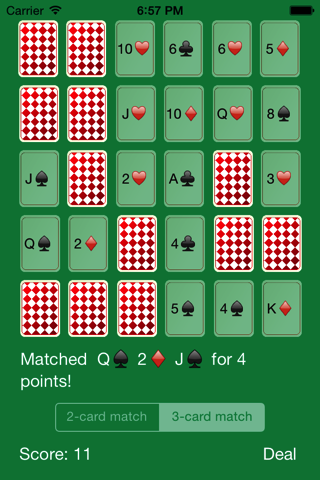 Carrier 6:57 PM
10♥ 6♣ 6♥ 5♦
J♥ 10♦ Q♥ 8♠
J♠ 2♥ A♣ 3♥
Q♠ 2♦ 4♣
5♠ 4♠ K♦
Matched Q♠ 2♦ J♠ for 4
points!
2-card match 3-card match
Score: 11 Deal